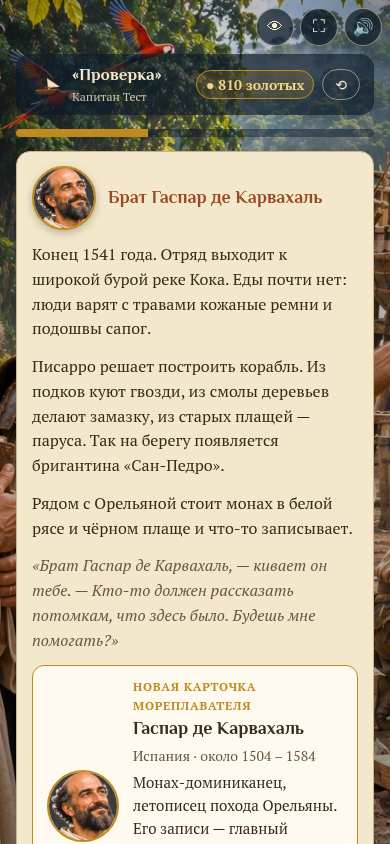 «Проверка»
Капитан Тест
810 золотых
Брат Гаспар де Карвахаль
Конец 1541 года. Отряд выходит к
широкой бурой реке Кока. Еды почти нет:
люди варят с травами кожаные ремни и
подошвы сапог.
Писарро решает построить корабль. Из
подков куют гвозди, из смолы деревьев
делают замазку, из старых плащей —
паруса. Так на берегу появляется
бригантина «Сан-Педро».
Рядом с Орельяной стоит монах в белой
рясе и чёрном плаще и что-то записывает.
«Брат Гаспар де Карвахаль, — кивает он
тебе. — Кто-то должен рассказать
потомкам, что здесь было. Будешь мне
помогать?»
НОВАЯ КАРТОЧКА
МОРЕПЛАВАТЕЛЯ
Гаспар де Карвахаль
Испания · около 1504 – 1584
Монах-доминиканец,
летописец похода Орельяны.
Его записи — главный